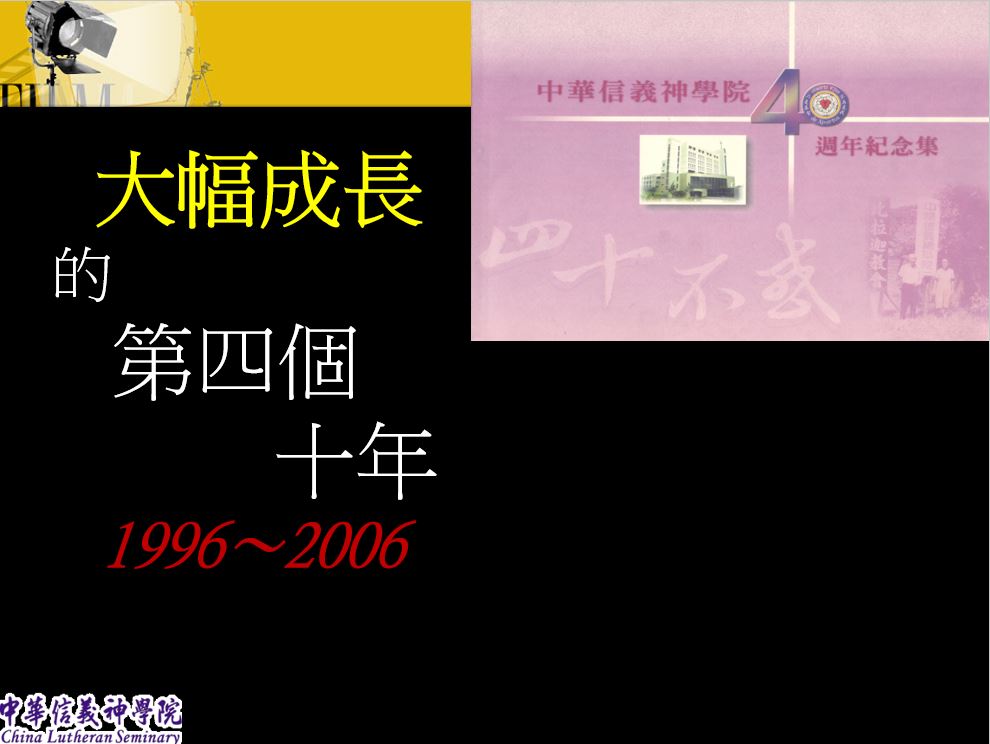 大幅成長
的
第四個
十年
1996～2006
中華信義神學院
40
週年紀念集
四十不惑
中華信義神學院
China Lutheran Seminary